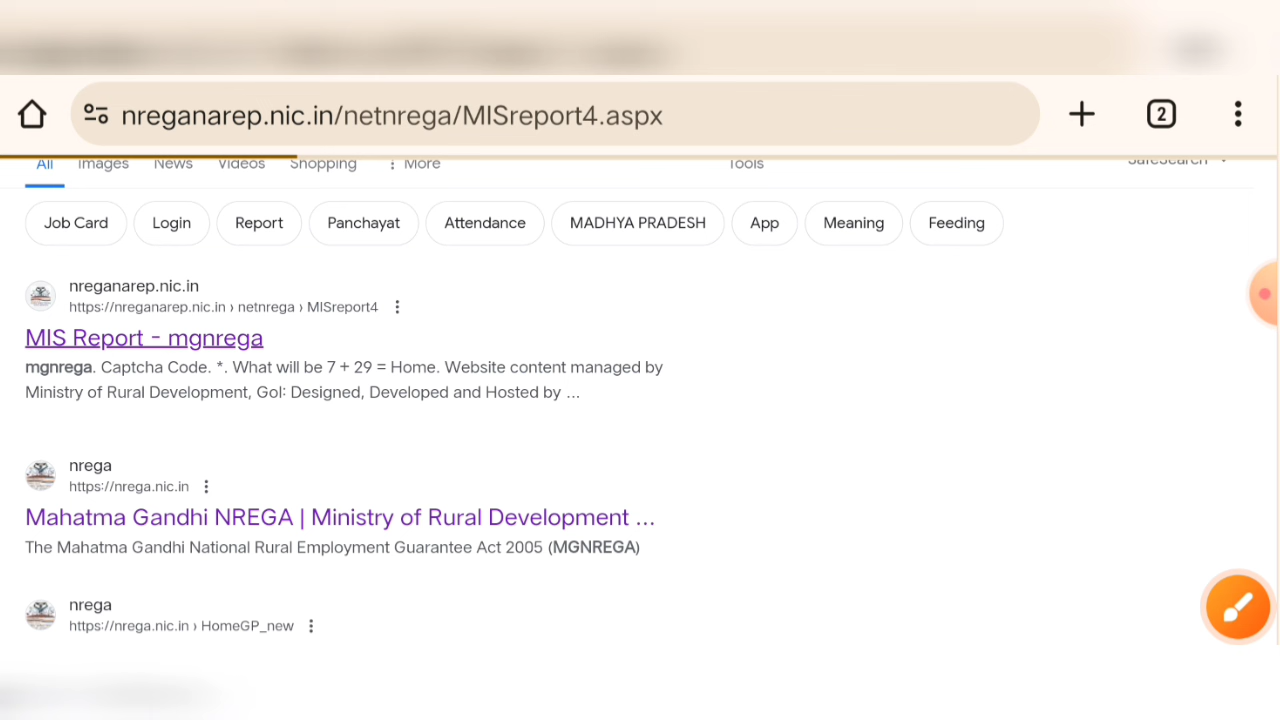 nreganarep.nic.in/netnrega/MISreport4.aspx
2
All Images News Videos Shopping More Tools SafeSearch
Job Card Login Report Panchayat Attendance MADHYA PRADESH App Meaning Feeding
nreganarep.nic.in
https://nreganarep.nic.in › netnrega › MISreport4
MIS Report - mgnrega
mgnrega. Captcha Code. *. What will be 7 + 29 = Home. Website content managed by
Ministry of Rural Development, GoI: Designed, Developed and Hosted by ...
nrega
https://nrega.nic.in
Mahatma Gandhi NREGA | Ministry of Rural Development ...
The Mahatma Gandhi National Rural Employment Guarantee Act 2005 (MGNREGA)
nrega
https://nrega.nic.in › HomeGP_new